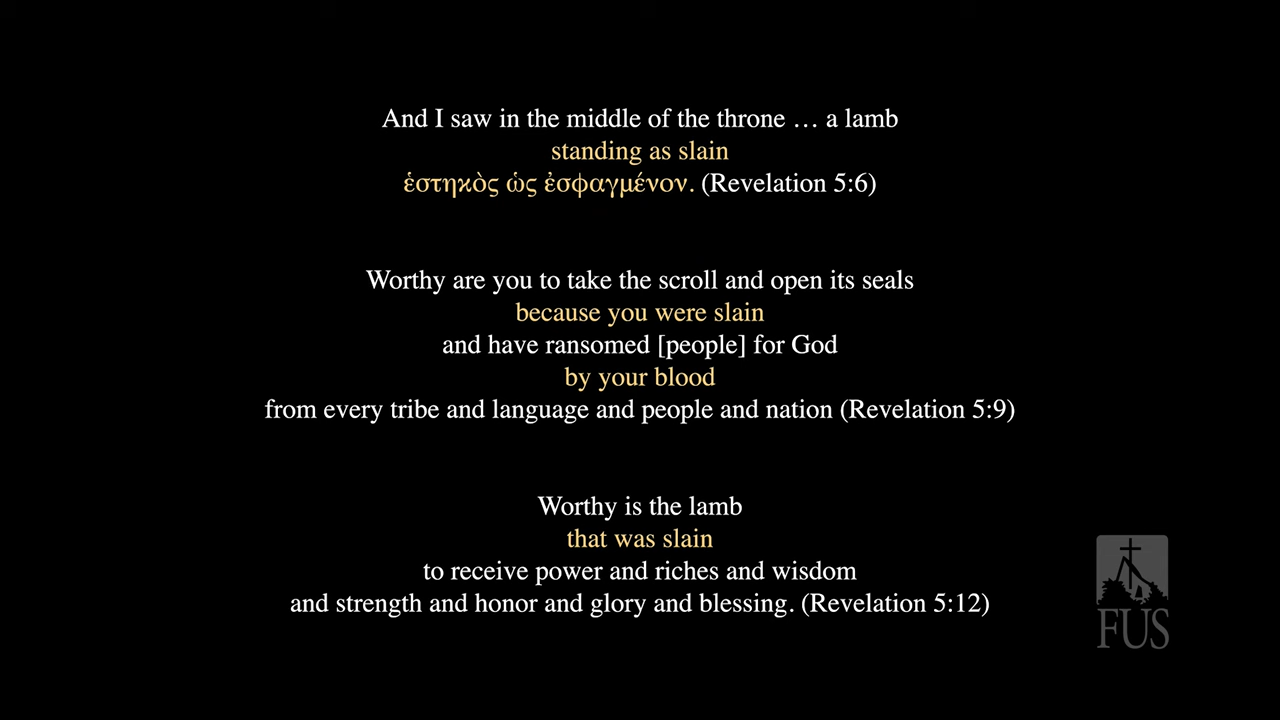 And I saw in the middle of the throne … a lamb
standing as slain
ἑστηκὸς ὡς ἐσφαγμένον. (Revelation 5:6)
Worthy are you to take the scroll and open its seals
because you were slain
and have ransomed [people] for God
by your blood
from every tribe and language and people and nation (Revelation 5:9)
Worthy is the lamb
that was slain
to receive power and riches and wisdom
and strength and honor and glory and blessing. (Revelation 5:12)
FUS